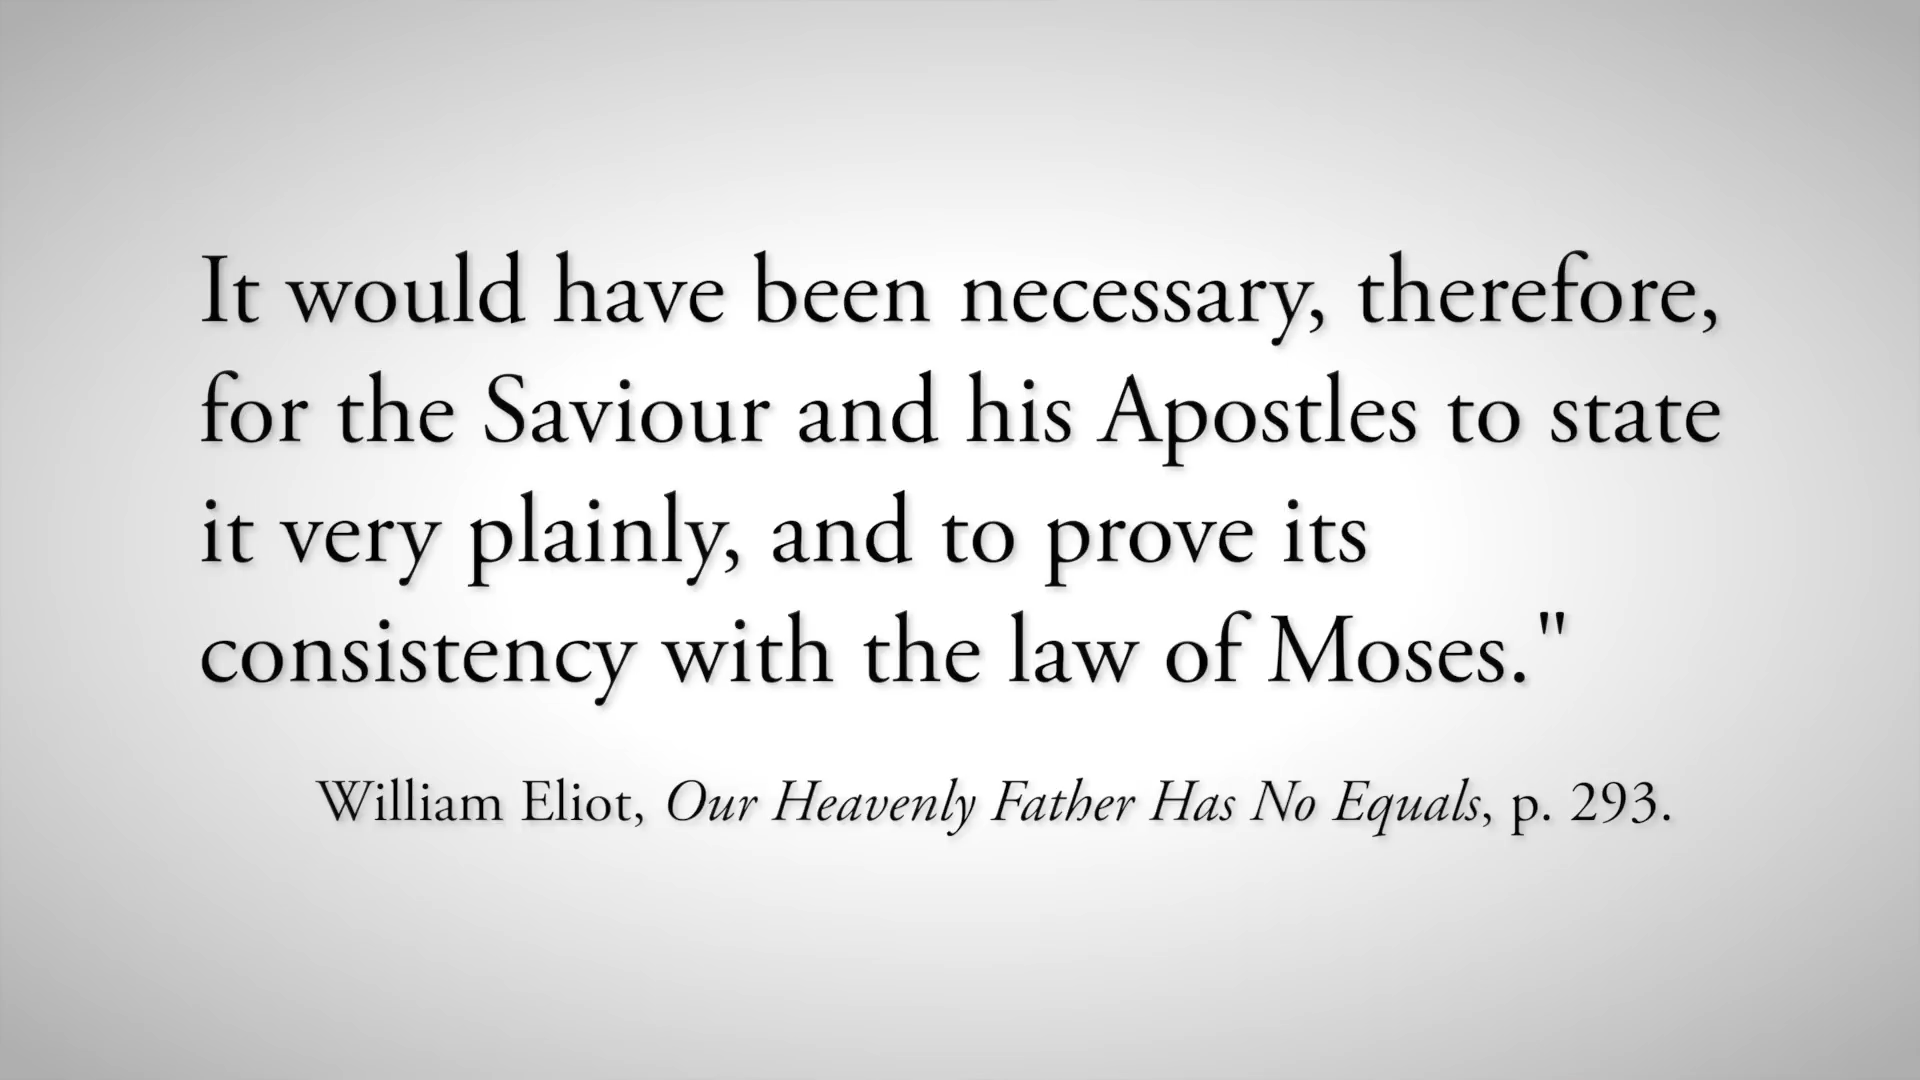 It would have been necessary, therefore,
for the Saviour and his Apostles to state
it very plainly, and to prove its
consistency with the law of Moses."
William Eliot, Our Heavenly Father Has No Equals, p. 293.